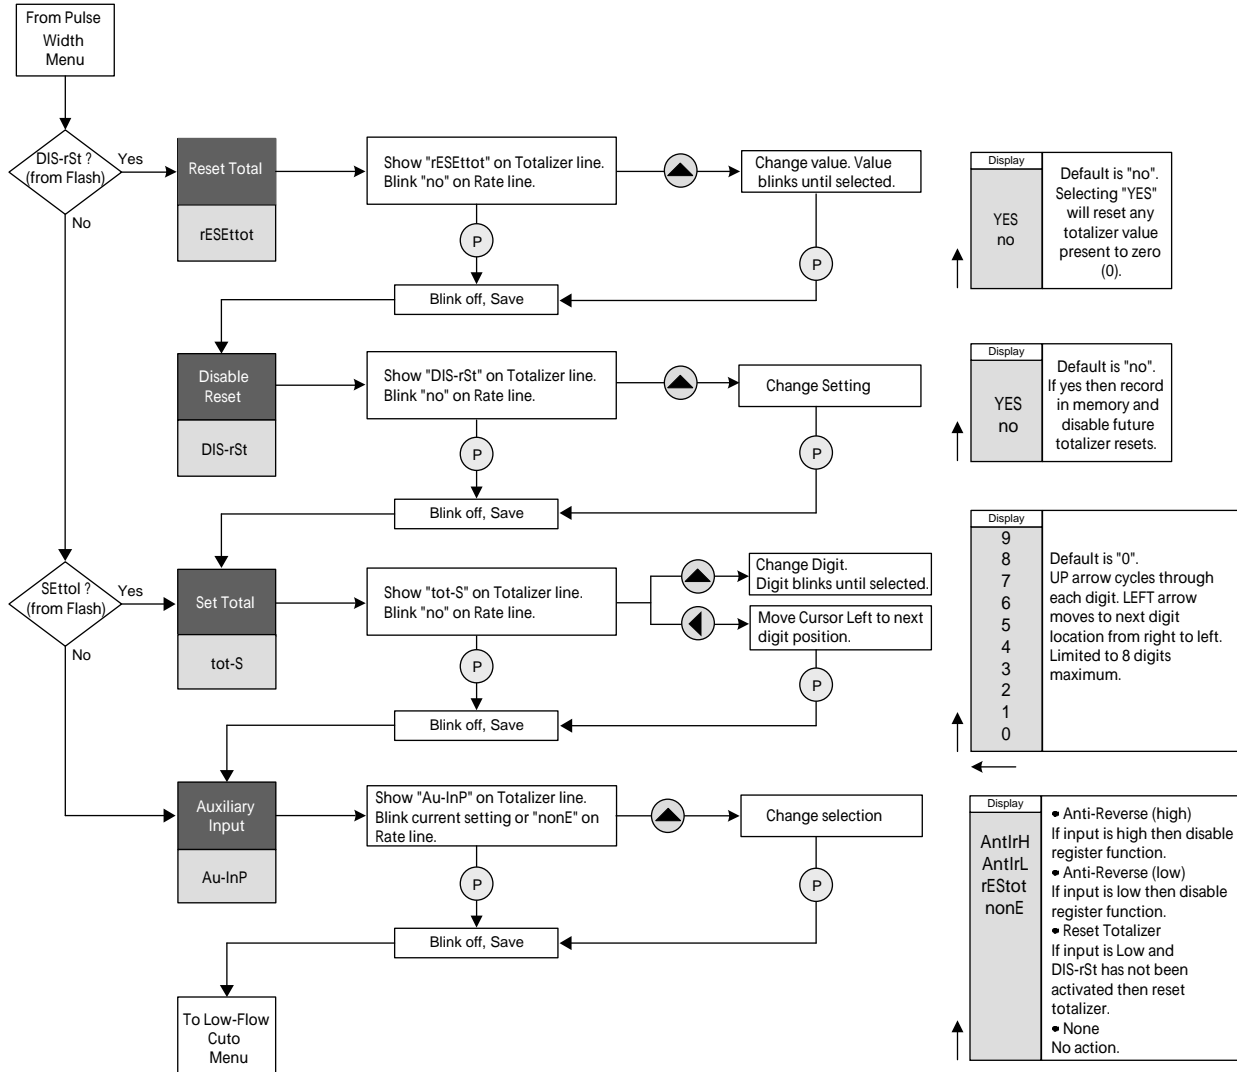 From Pulse
Width
Menu
DIS-rSt ?
(from Flash)
Yes
No
Reset Total
rESEttot
Show "rESEttot" on Totalizer line.
Blink "no" on Rate line.
Change value. Value
blinks until selected.
P
P
Blink off, Save
Display
YES
no
Default is "no".
Selecting "YES"
will reset any
totalizer value
present to zero
(0).
Disable
Reset
DIS-rSt
Show "DIS-rSt" on Totalizer line.
Blink "no" on Rate line.
Change Setting
P
P
Blink off, Save
Display
YES
no
Default is "no".
If yes then record
in memory and
disable future
totalizer resets.
SEttol ?
(from Flash)
Yes
No
Set Total
tot-S
Show "tot-S" on Totalizer line.
Blink "no" on Rate line.
Change Digit.
Digit blinks until selected.
Move Cursor Left to next
digit position.
P
P
Blink off, Save
Display
9
8
7
6
5
4
3
2
1
0
Default is "0".
UP arrow cycles through
each digit. LEFT arrow
moves to next digit
location from right to left.
Limited to 8 digits
maximum.
Auxiliary
Input
Au-InP
Show "Au-InP" on Totalizer line.
Blink current setting or "nonE" on
Rate line.
Change selection
P
P
Blink off, Save
Display
AntIrH
AntIrL
rEStot
nonE
• Anti-Reverse (high)
If input is high then disable
register function.
• Anti-Reverse (low)
If input is low then disable
register function.
• Reset Totalizer
If input is Low and
DIS-rSt has not been
activated then reset
totalizer.
• None
No action.
To Low-Flow
Cuto
Menu